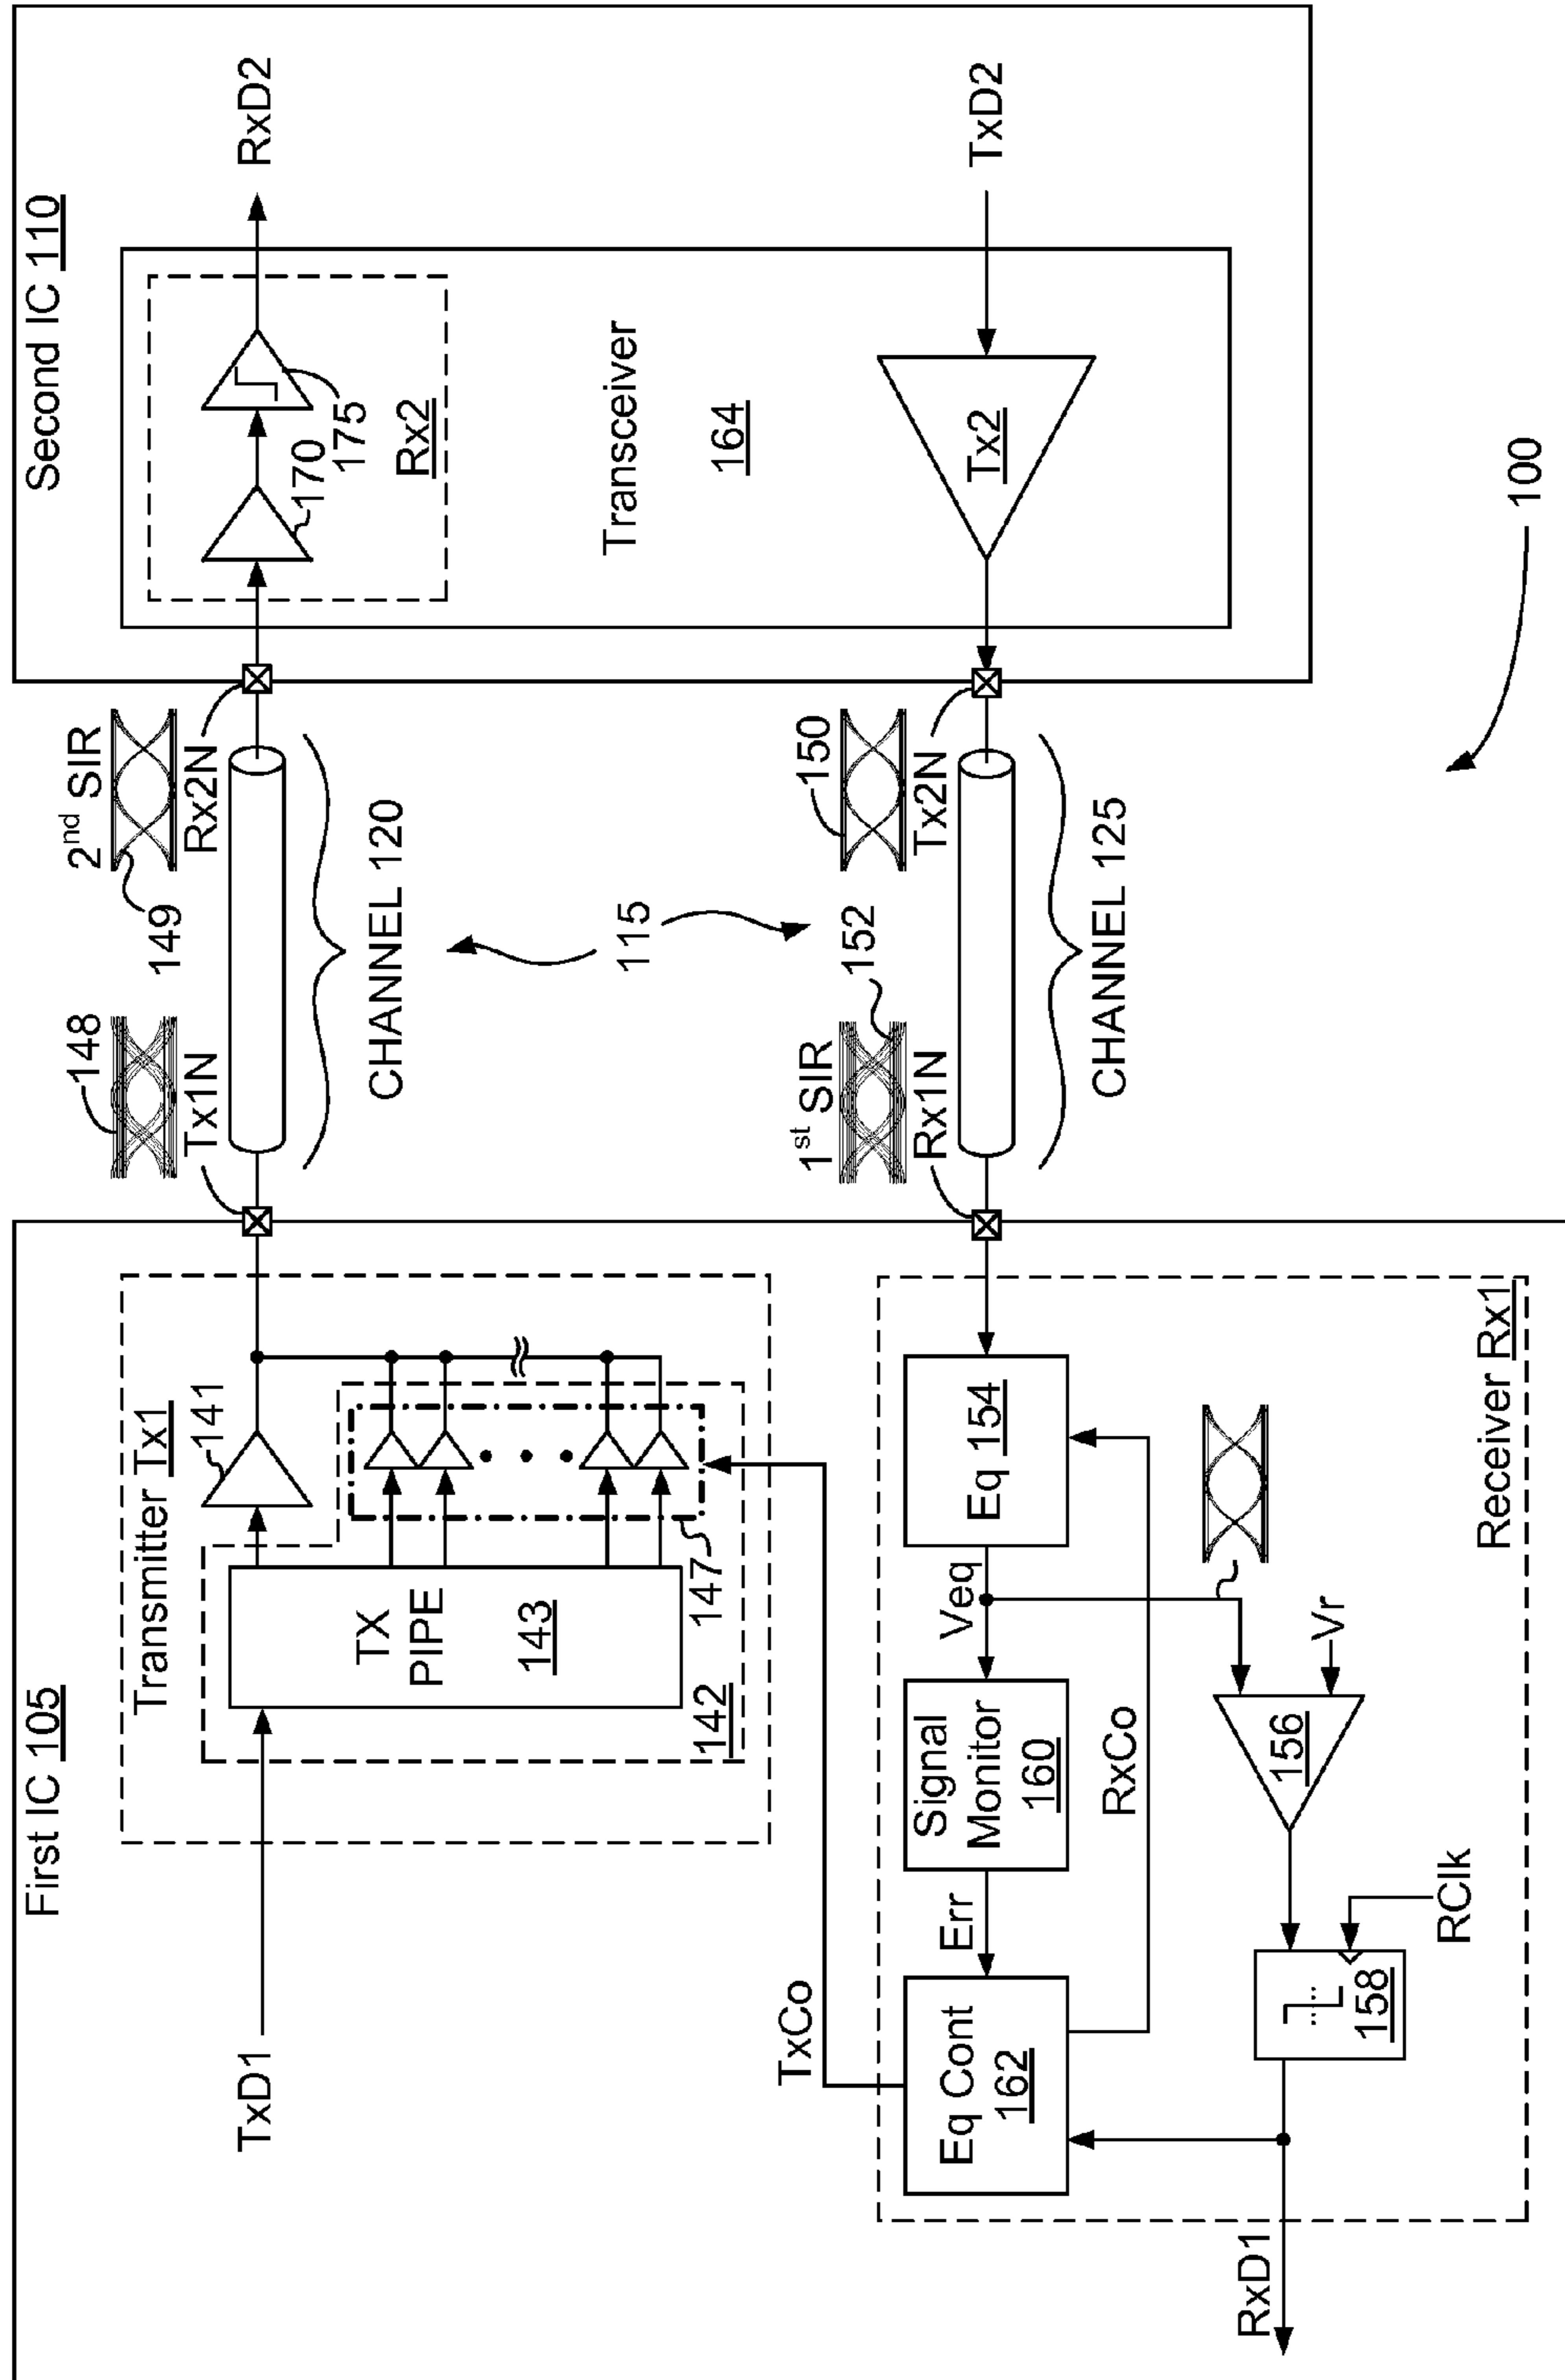 First IC 105
Second IC 110
Transmitter Tx1
141
TxD1
TX
PIPE
143
142
147
148
Tx1N
2nd SIR
149
Rx2N
CHANNEL 120
170
175
Rx2
RxD2
Transceiver
164
115
TxCo
1st SIR
152
Rx1N
150
Tx2N
CHANNEL 125
Tx2
TxD2
Eq Cont
162
Err
Signal
Monitor
160
Veq
Eq 154
RxCo
RxD1
158
RClk
156
Vr
Receiver Rx1
100